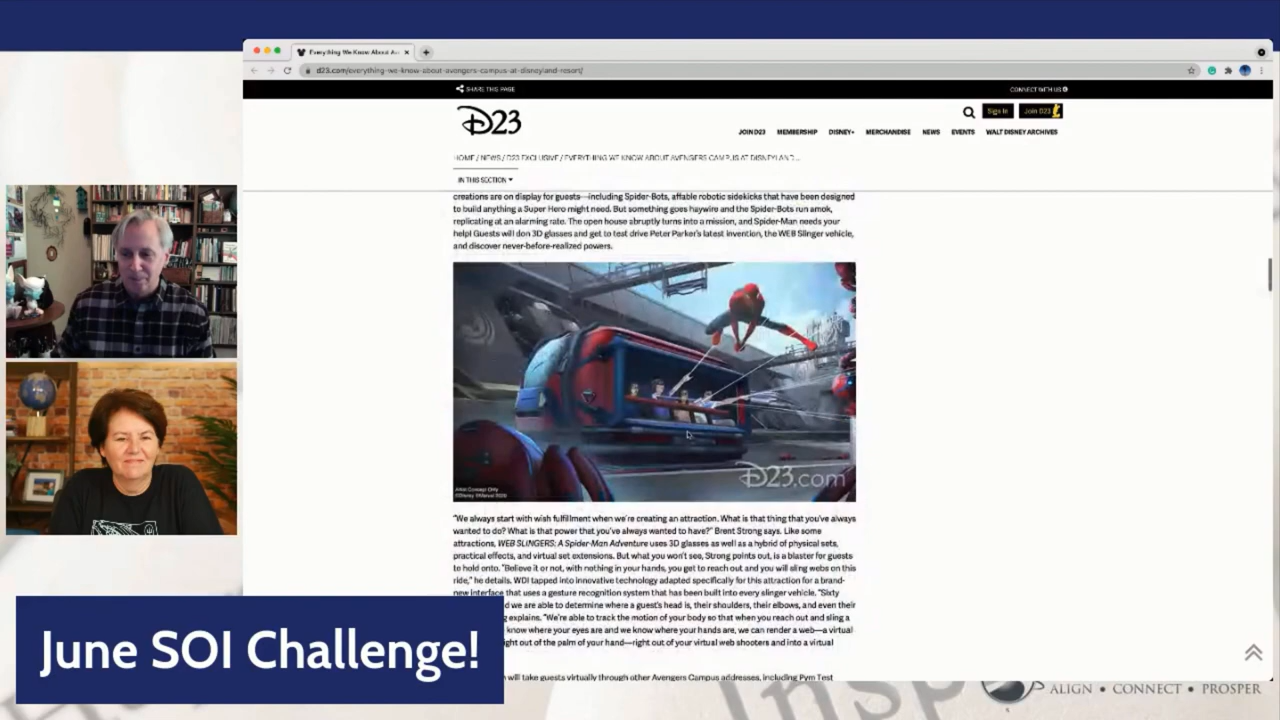 Everything We Know About Av
d23.com/everything-we-know-about-avengers-campus-at-disneyland-resort/
SHARE THIS PAGE
CONNECT WITH US
D23
Sign In
Join D23
JOIN D23
MEMBERSHIP
DISNEY+
MERCHANDISE
NEWS
EVENTS
WALT DISNEY ARCHIVES
HOME / NEWS / D23 EXCLUSIVE / EVERYTHING WE KNOW ABOUT AVENGERS CAMPUS AT DISNEYLAND...
IN THIS SECTION
creations are on display for guests—including Spider-Bots, affable robotic sidekicks that have been designed
to build anything a Super Hero might need. But something goes haywire and the Spider-Bots run amok,
replicating at an alarming rate. The open house abruptly turns into a mission, and Spider-Man needs your
help! Guests will don 3D glasses and get to test drive Peter Parker's latest invention, the WEB Slinger vehicle,
and discover never-before-realized powers.
D23.com
Artist Concept Only
"We always start with wish fulfillment when we're creating an attraction. What is that thing that you've always
wanted to do? What is that power that you've always wanted to have?" Brent Strong says. Like some
attractions, WEB SLINGERS: A Spider-Man Adventure uses 3D glasses as well as a hybrid of physical sets,
practical effects, and virtual set extensions. But what you won't see, Strong points out, is a blaster for guests
to hold onto. "Believe it or not, with nothing in your hands, you get to reach out and you will sling webs on this
ride," he details. WDI tapped into innovative technology adapted specifically for this attraction for a brand-
new interface that uses a gesture recognition system that has been built into every slinger vehicle. "Sixty
d we are able to determine where a guest's head is, their shoulders, their elbows, and even their
g explains. "We're able to track the motion of your body so that when you reach out and sling a
know where your eyes are and we know where your hands are, we can render a web—a virtual
ght out of the palm of your hand—right out of your virtual web shooters and into a virtual
will take guests virtually through other Avengers Campus addresses, including Pym Test
June SOI Challenge!
Insp
ALIGN • CONNECT • PROSPER